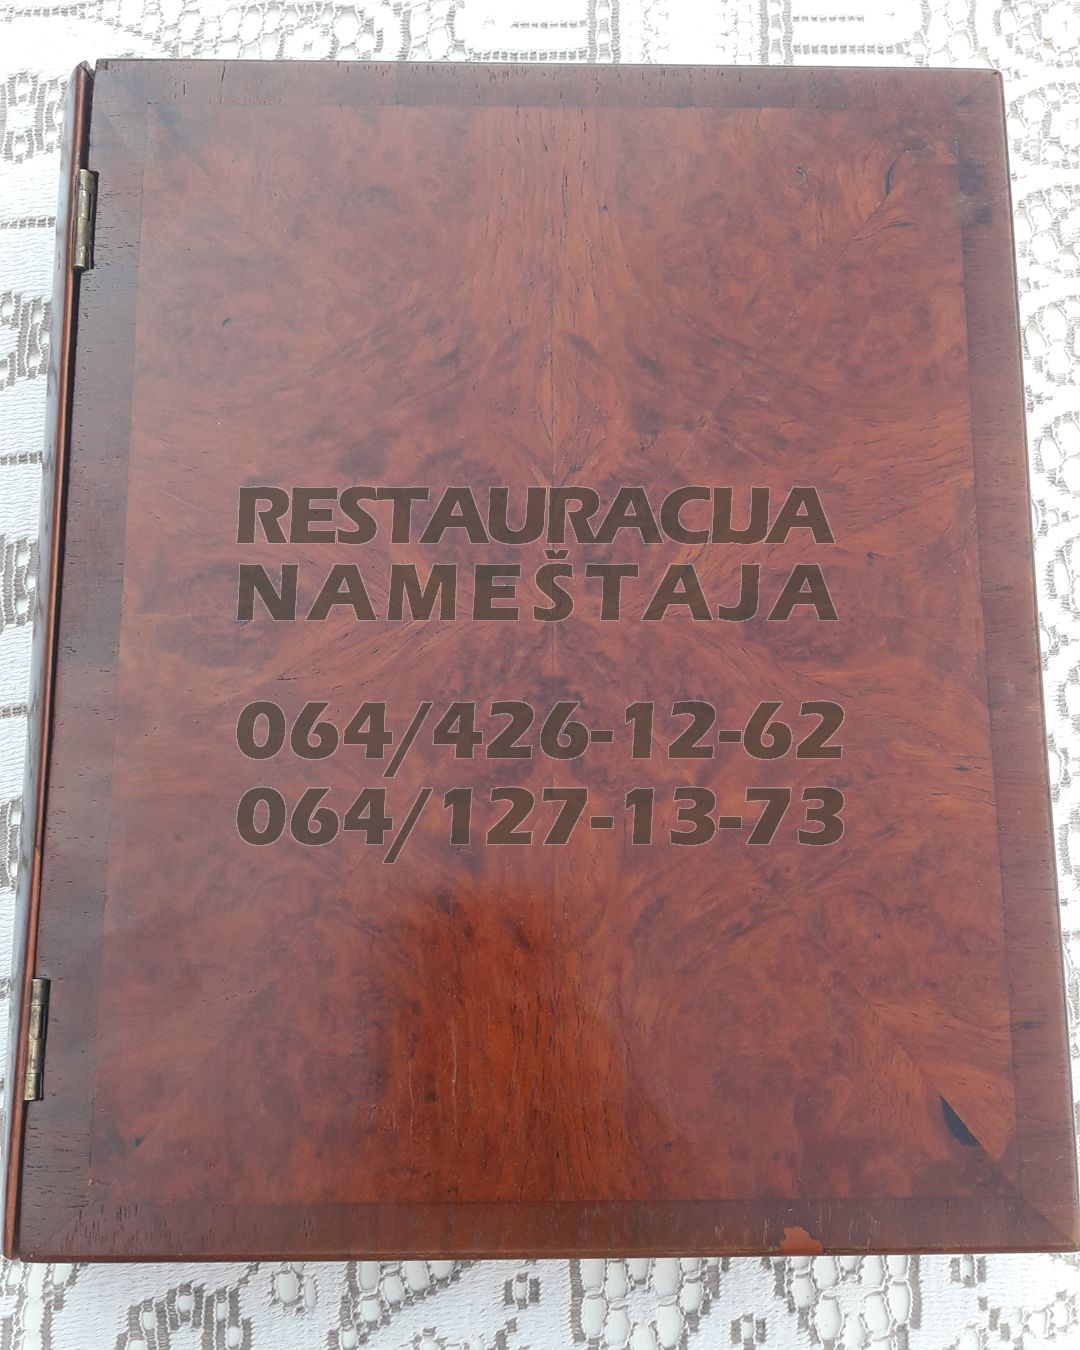 RESTAURACIJA
NAMEŠTAJA
064/426-12-62
064/127-13-73